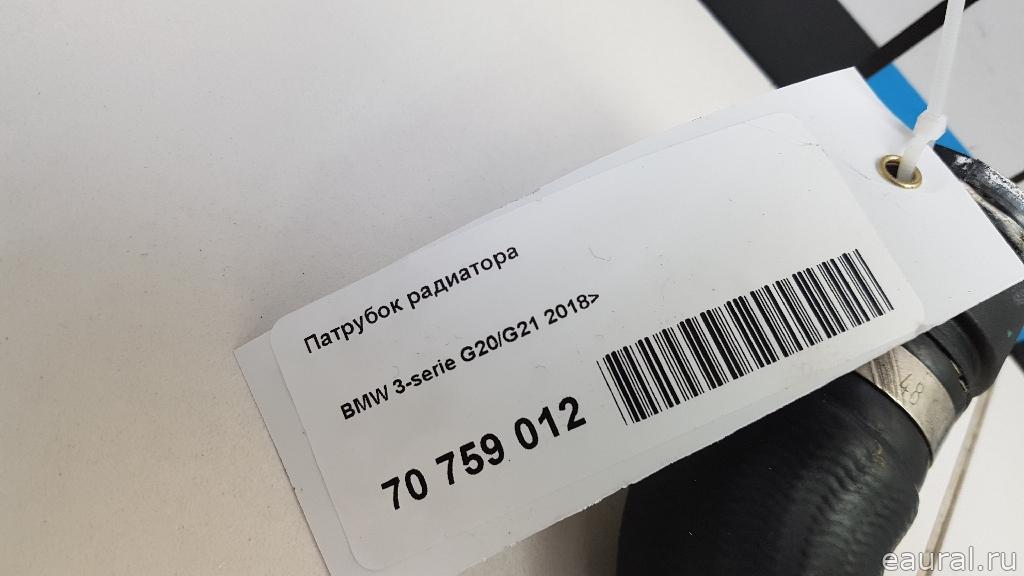 Патрубок радиатора
BMW 3-serie G20/G21 2018>
70 759 012
48
eaural.ru